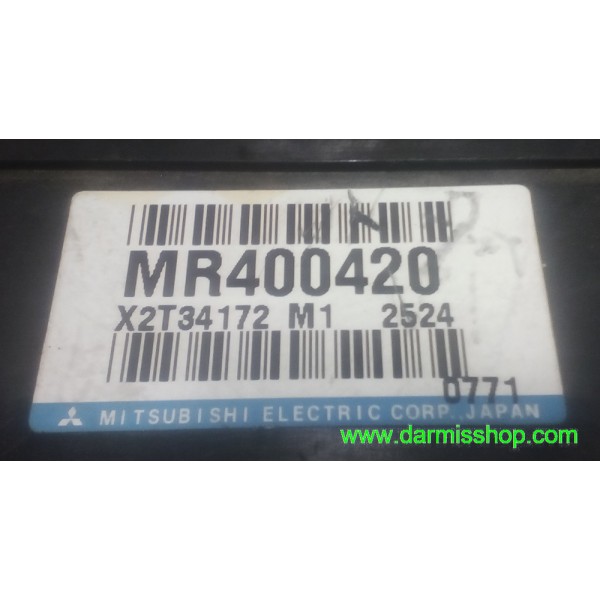 MR400420
X2T34172 M1 2524
0771
MITSUBISHI ELECTRIC CORP., JAPAN
www.darmisshop.com